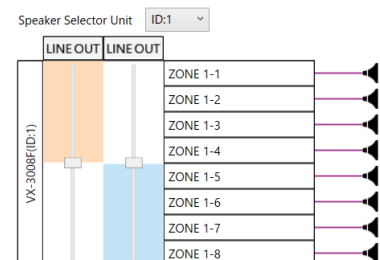 Speaker Selector Unit ID:1
LINE OUT LINE OUT
VX-3008F(ID:1)
ZONE 1-1
ZONE 1-2
ZONE 1-3
ZONE 1-4
ZONE 1-5
ZONE 1-6
ZONE 1-7
ZONE 1-8